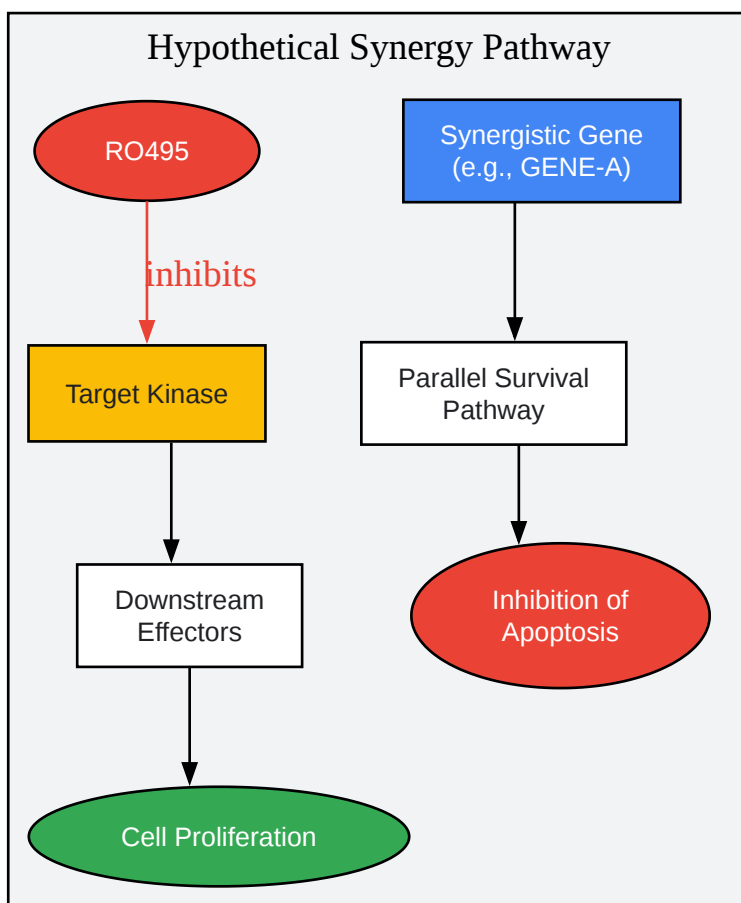 Hypothetical Synergy Pathway
RO495
inhibits
Target Kinase
Downstream
Effectors
Cell Proliferation
Synergistic Gene
(e.g., GENE-A)
Parallel Survival
Pathway
Inhibition of
Apoptosis